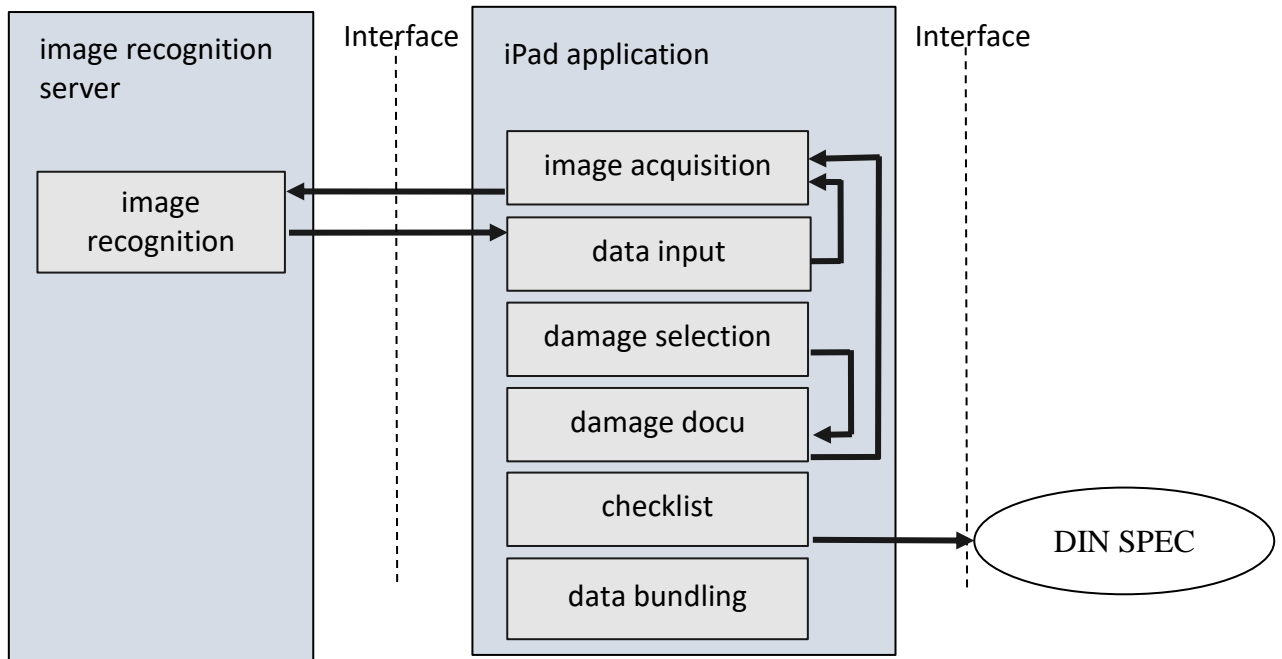 image recognition
server
image
recognition
Interface
iPad application
image acquisition
data input
damage selection
damage docu
checklist
data bundling
Interface
DIN SPEC